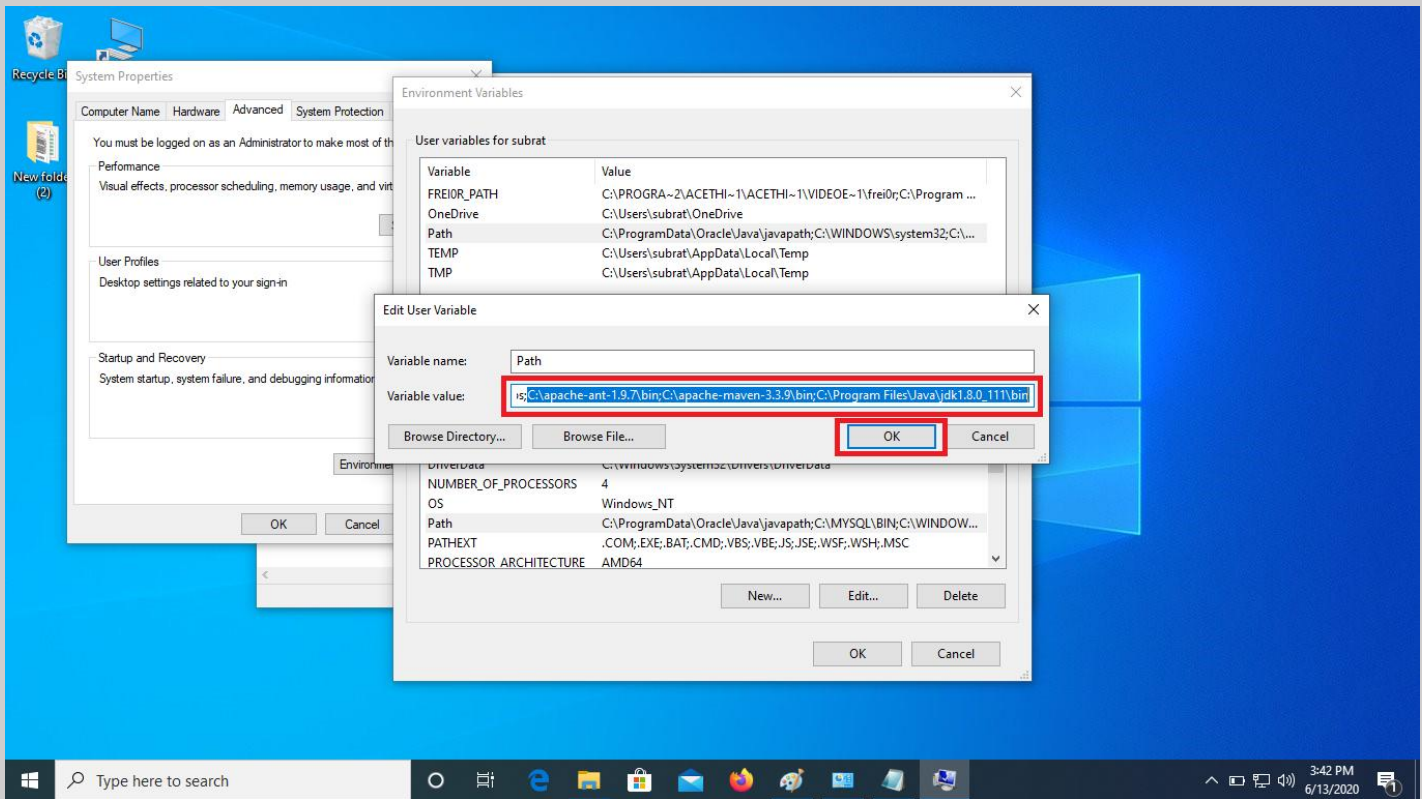 Recycle Bi
New folde
(2)
System Properties
Computer Name Hardware Advanced System Protection
You must be logged on as an Administrator to make most of th
Performance
Visual effects, processor scheduling, memory usage, and virt
User Profiles
Desktop settings related to your sign-in
Startup and Recovery
System startup, system failure, and debugging information
Environme
OK Cancel
Environment Variables
User variables for subrat
Variable Value
FREI0R_PATH C:\PROGRA~2\ACETHI~1\ACETHI~1\VIDEOE~1\frei0r;C:\Program ...
OneDrive C:\Users\subrat\OneDrive
Path C:\ProgramData\Oracle\Java\javapath;C:\WINDOWS\system32;C:\...
TEMP C:\Users\subrat\AppData\Local\Temp
TMP C:\Users\subrat\AppData\Local\Temp
Edit User Variable
Variable name: Path
Variable value: s;C:\apache-ant-1.9.7\bin;C:\apache-maven-3.3.9\bin;C:\Program Files\Java\jdk1.8.0_111\bin
Browse Directory... Browse File... OK Cancel
DriverData C:\Windows\System32\Drivers\DriverData
NUMBER_OF_PROCESSORS 4
OS Windows_NT
Path C:\ProgramData\Oracle\Java\javapath;C:\MYSQL\BIN;C:\WINDOW...
PATHEXT .COM;.EXE;.BAT;.CMD;.VBS;.VBE;.JS;.JSE;.WSF;.WSH;.MSC
PROCESSOR_ARCHITECTURE AMD64
New... Edit... Delete
OK Cancel
Type here to search
3:42 PM
6/13/2020
1